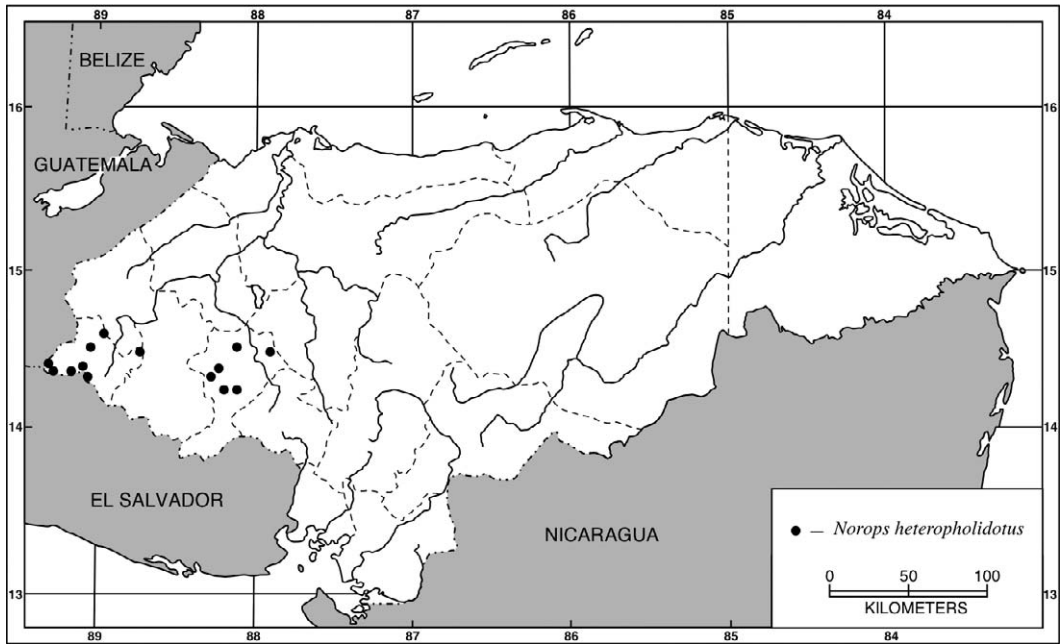 89 88 87 86 85 84
BELIZE
16 16
GUATEMALA
15 15
14 14
EL SALVADOR
NICARAGUA
– Norops heteropholidotus
0 50 100
KILOMETERS
13 13
89 88 87 86 85 84